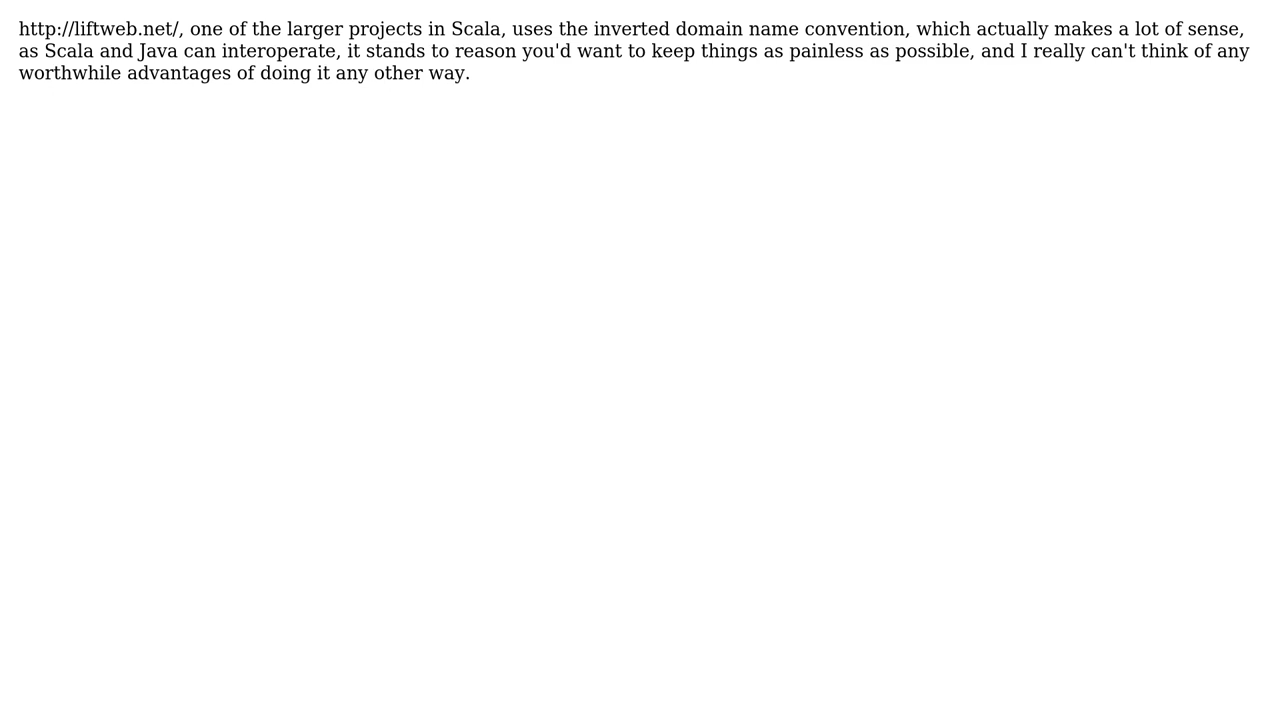 http://liftweb.net/, one of the larger projects in Scala, uses the inverted domain name convention, which actually makes a lot of sense,
as Scala and Java can interoperate, it stands to reason you'd want to keep things as painless as possible, and I really can't think of any
worthwhile advantages of doing it any other way.